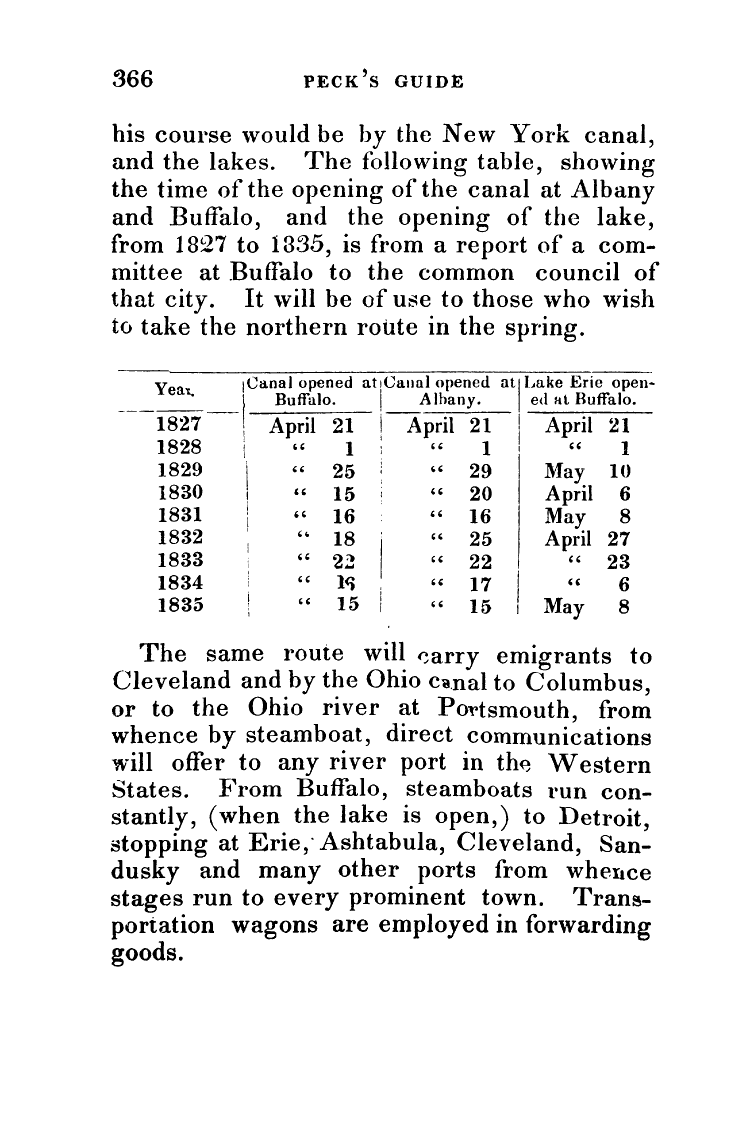 366 PECK'S GUIDE
his course would be by the New York canal,
and the lakes. The following table, showing
the time of the opening of the canal at Albany
and Buffalo, and the opening of the lake,
from 1827 to 1835, is from a report of a com-
mittee at Buffalo to the common council of
that city. It will be of use to those who wish
to take the northern route in the spring.
Year. Canal opened at Canal opened at Lake Erie open-
Buffalo. Albany. ed at Buffalo.
1827 April 21 April 21 April 21
1828 “ 1 “ 1 “ 1
1829 “ 25 “ 29 May 10
1830 “ 15 “ 20 April 6
1831 “ 16 “ 16 May 8
1832 “ 18 “ 25 April 27
1833 “ 22 “ 22 “ 23
1834 “ “ 17 “ 6
1835 “ 15 “ 15 May 8
The same route will carry emigrants to
Cleveland and by the Ohio canal to Columbus,
or to the Ohio river at Portsmouth, from
whence by steamboat, direct communications
will offer to any river port in the Western
States. From Buffalo, steamboats run con-
stantly, (when the lake is open,) to Detroit,
stopping at Erie, Ashtabula, Cleveland, San-
dusky and many other ports from whence
stages run to every prominent town. Trans-
portation wagons are employed in forwarding
goods.